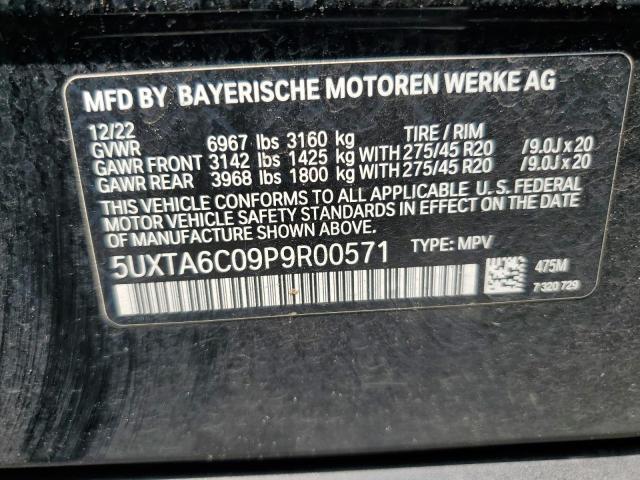 MFD BY BAYERISCHE MOTOREN WERKE AG
12/22 TIRE / RIM
GVWR 6967 lbs 3160 kg
GAWR FRONT 3142 lbs 1425 kg WITH 275/45 R20 /9.0J x 20
GAWR REAR 3968 lbs 1800 kg WITH 275/45 R20 /9.0J x 20
THIS VEHICLE CONFORMS TO ALL APPLICABLE U.S. FEDERAL
MOTOR VEHICLE SAFETY STANDARDS IN EFFECT ON THE DATE
OF MANUFACTURE SHOWN ABOVE.
5UXTA6C09P9R00571 TYPE: MPV
475M
7 320 729